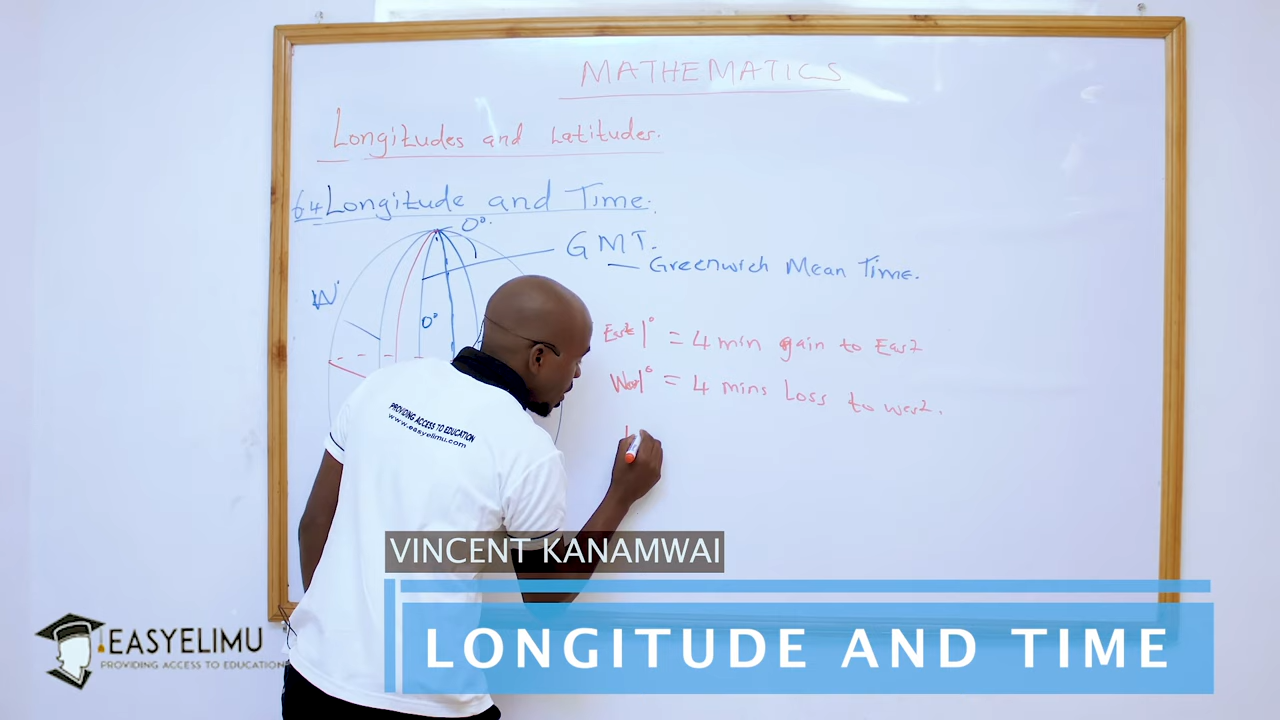 MATHEMATICS
Longitudes and Latitudes.
64 Longitude and Time.
0°.
GMT.
— Greenwich Mean Time.
W
0°
East 1° = 4 min gain to East
West 1° = 4 mins Loss to west.
PROVIDING ACCESS TO EDUCATION
www.easyelimu.com
VINCENT KANAMWAI
LONGITUDE AND TIME
EASYELIMU
PROVIDING ACCESS TO EDUCATION